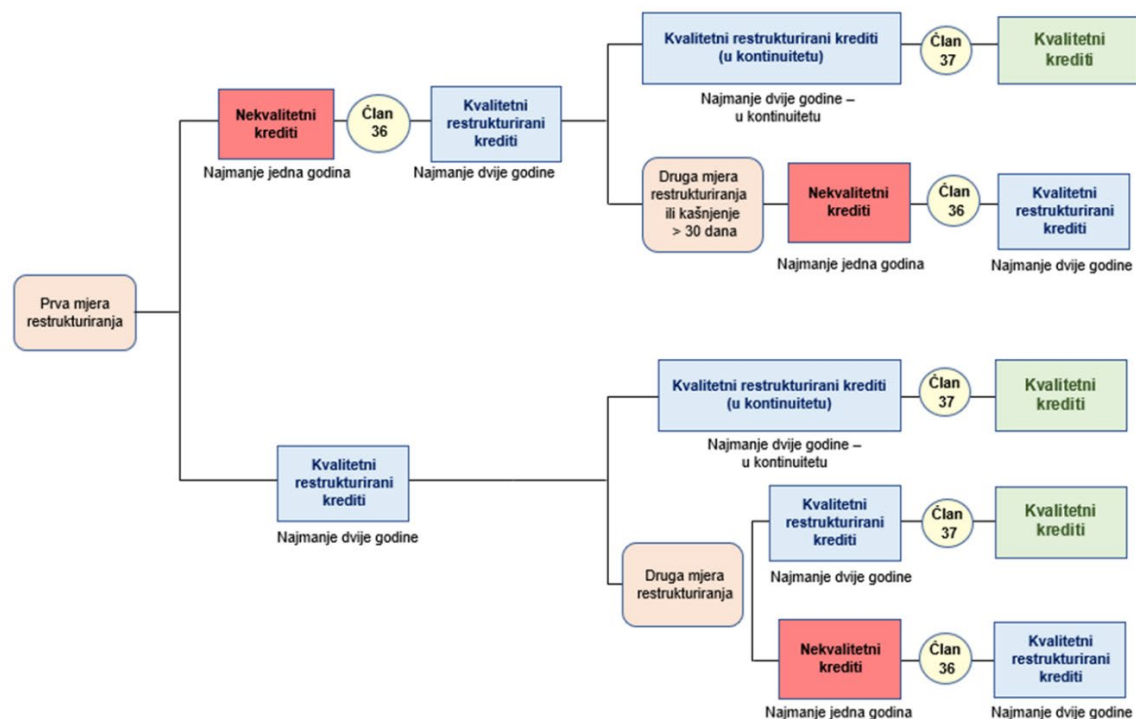 Prva mjera
restrukturiranja
Nekvalitetni
krediti
Najmanje jedna godina
Član
36
Kvalitetni
restrukturirani
krediti
Najmanje dvije godine
Kvalitetni restrukturirani krediti
(u kontinuitetu)
Najmanje dvije godine –
u kontinuitetu
Član
37
Kvalitetni
krediti
Druga mjera
restrukturiranja
ili kašnjenje
> 30 dana
Nekvalitetni
krediti
Najmanje jedna godina
Član
36
Kvalitetni
restrukturirani
krediti
Najmanje dvije godine
Kvalitetni
restrukturirani
krediti
Najmanje dvije godine
Kvalitetni restrukturirani krediti
(u kontinuitetu)
Najmanje dvije godine –
u kontinuitetu
Član
37
Kvalitetni
krediti
Druga mjera
restrukturiranja
Kvalitetni
restrukturirani
krediti
Najmanje dvije godine
Član
37
Kvalitetni
krediti
Nekvalitetni
krediti
Najmanje jedna godina
Član
36
Kvalitetni
restrukturirani
krediti
Najmanje dvije godine